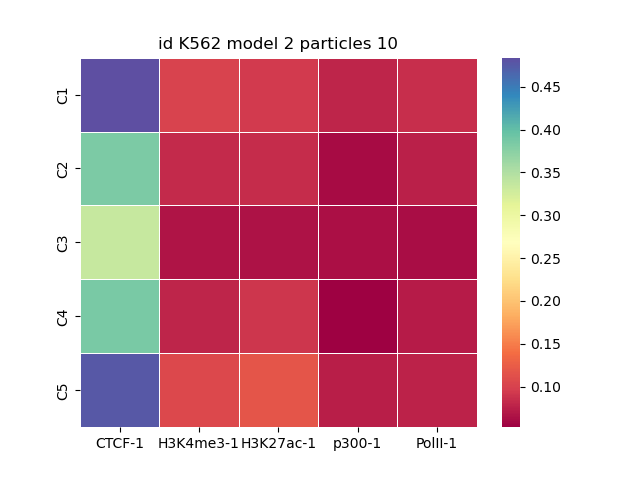 id K562 model 2 particles 10
C1
C2
C3
C4
C5
CTCF-1 H3K4me3-1 H3K27ac-1 p300-1 PolII-1
0.45
0.40
0.35
0.30
0.25
0.20
0.15
0.10